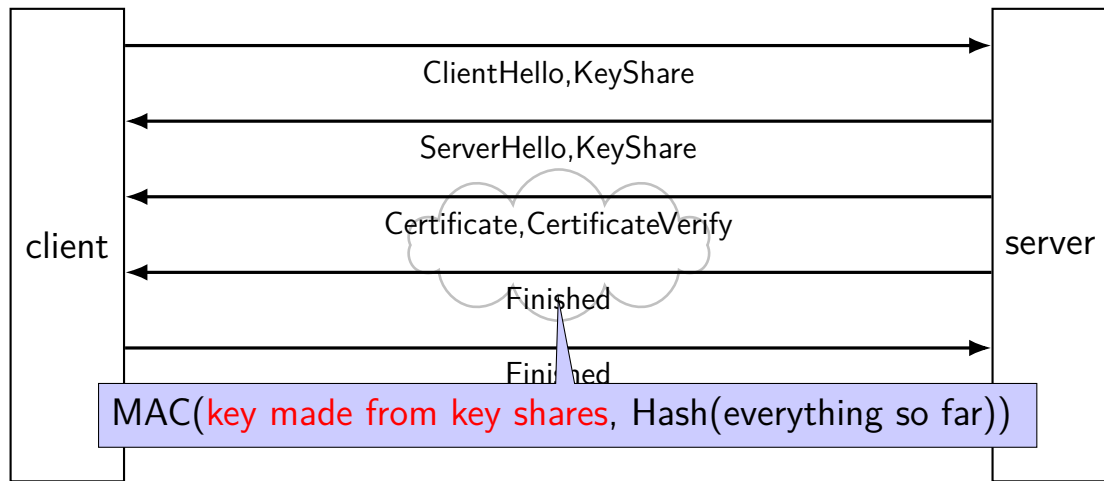 ClientHello,KeyShare
ServerHello,KeyShare
Certificate,CertificateVerify
client
server
Finished
Finished
MAC(key made from key shares, Hash(everything so far))